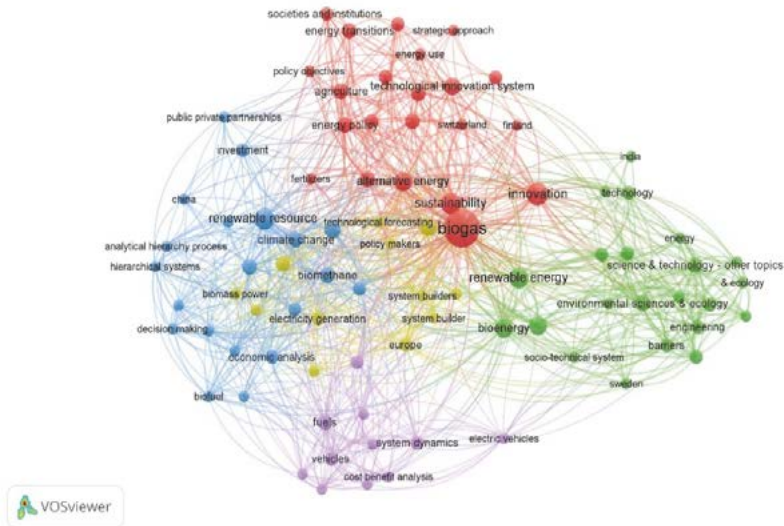 societies and institutions
energy transitions
strategic approach
energy use
policy objectives
technological innovation system
agriculture
public private partnerships
energy policy
switzerland
finland
investment
india
fertilizers
alternative energy
technology
china
sustainability
innovation
renewable resource
technological forecasting
biogas
climate change
policy makers
energy
analytical hierarchy process
hierarchical systems
biomethane
renewable energy
science & technology - other topics
& ecology
biomass power
system builders
environmental sciences & ecology
electricity generation
system builder
decision making
bioenergy
engineering
europe
barriers
economic analysis
socio-technical system
biofuel
sweden
fuels
system dynamics
electric vehicles
vehicles
cost benefit analysis
VOSviewer